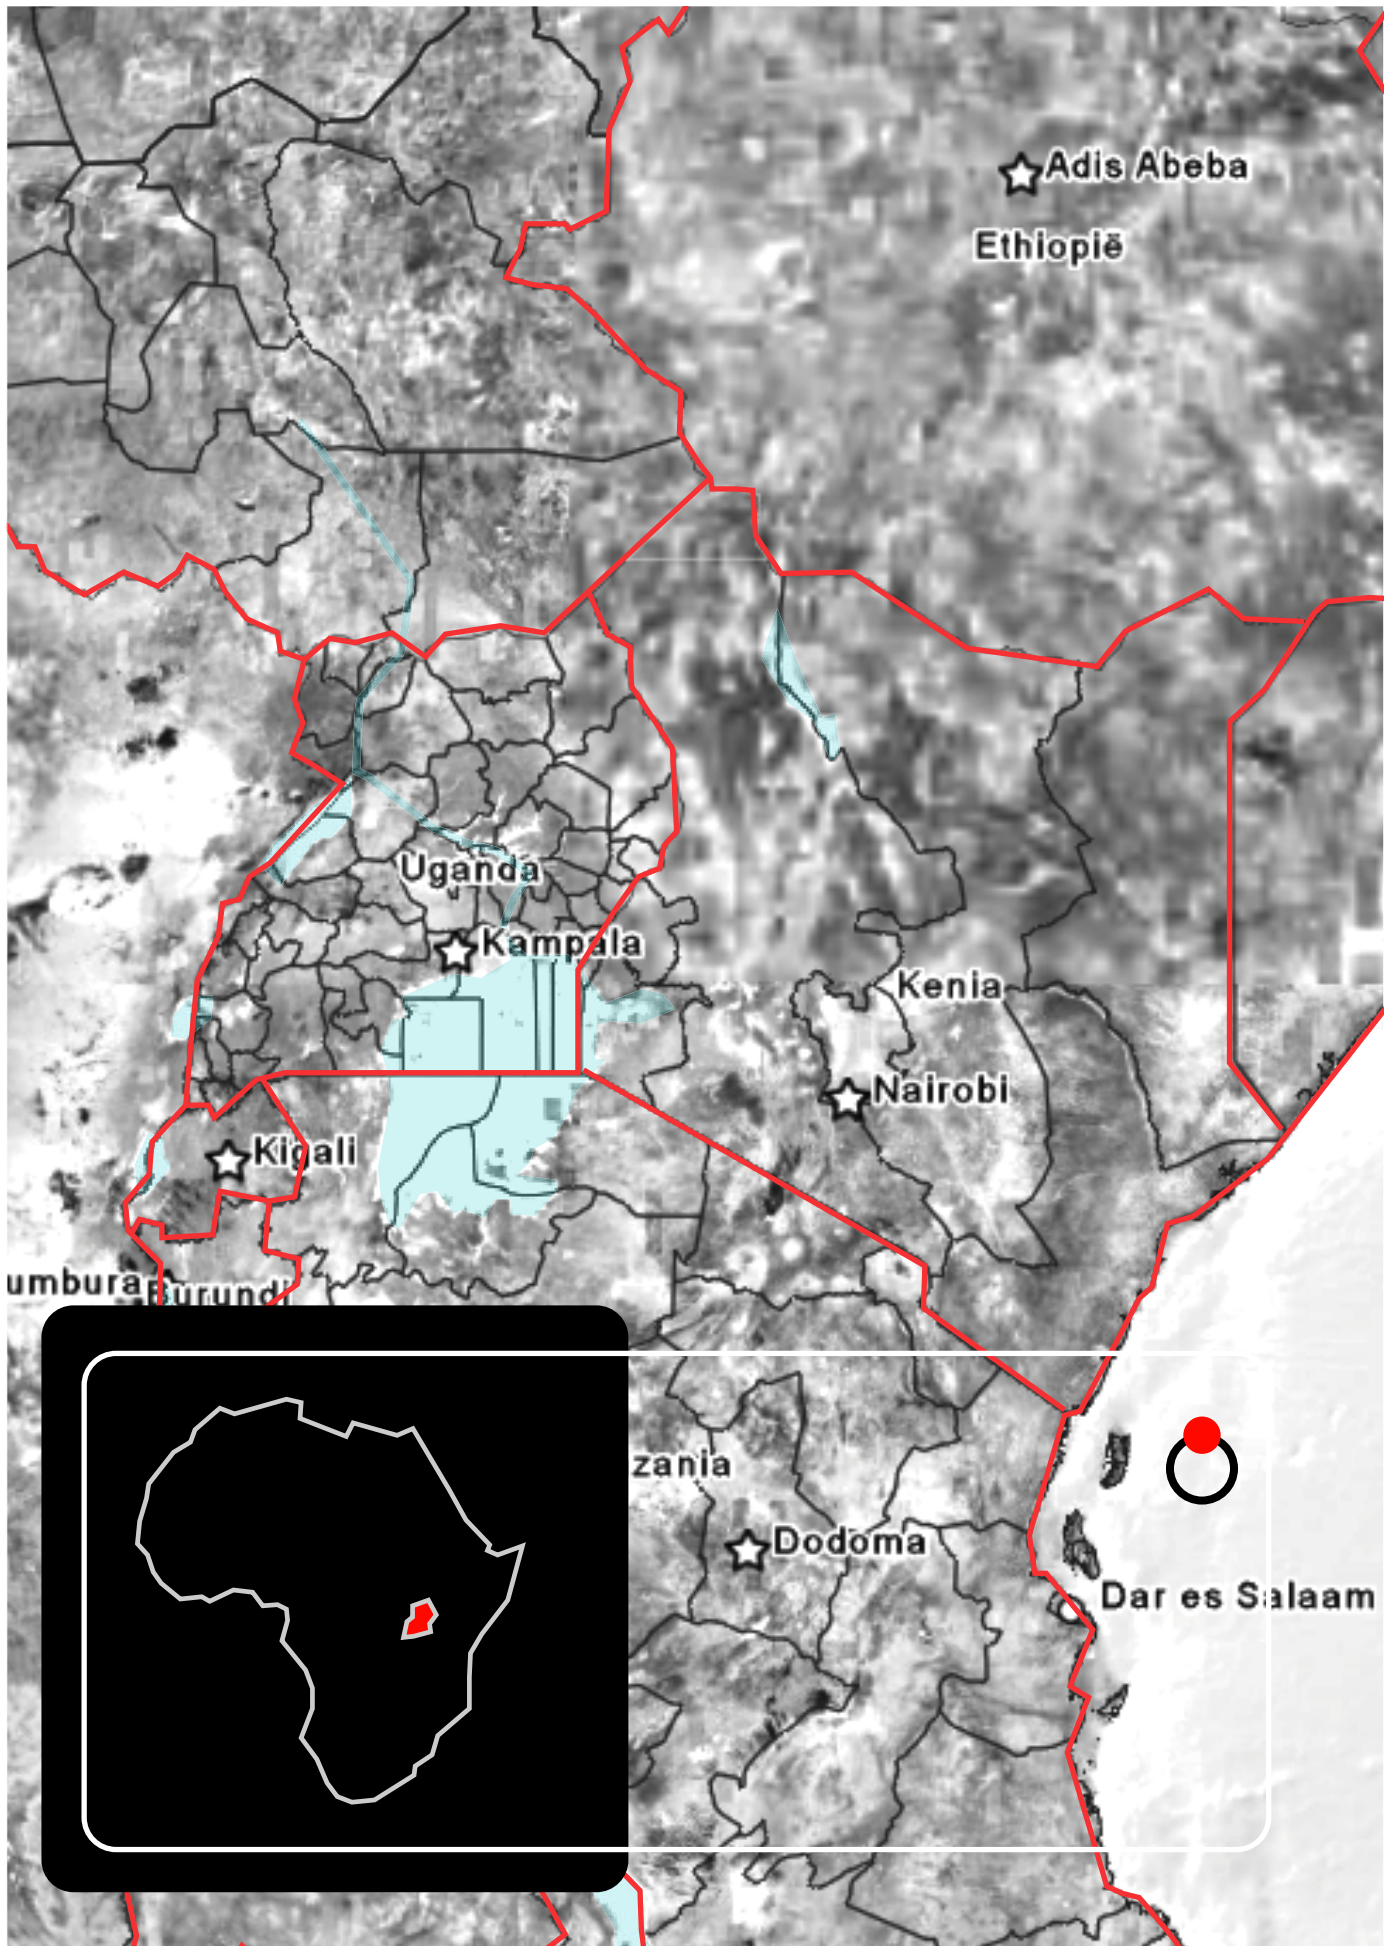 Adis Abeba
Ethiopië
Uganda
Kampala
Kenia
Nairobi
Kigali
umbura
Burundi
zania
Dodoma
Dar es Salaam